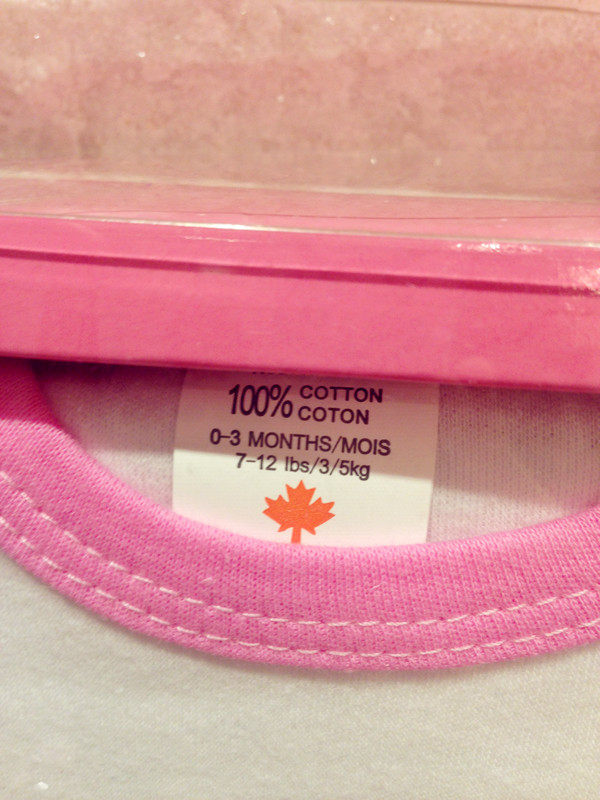 100% COTTON
COTON
0-3 MONTHS/MOIS
7-12 lbs/3/5kg